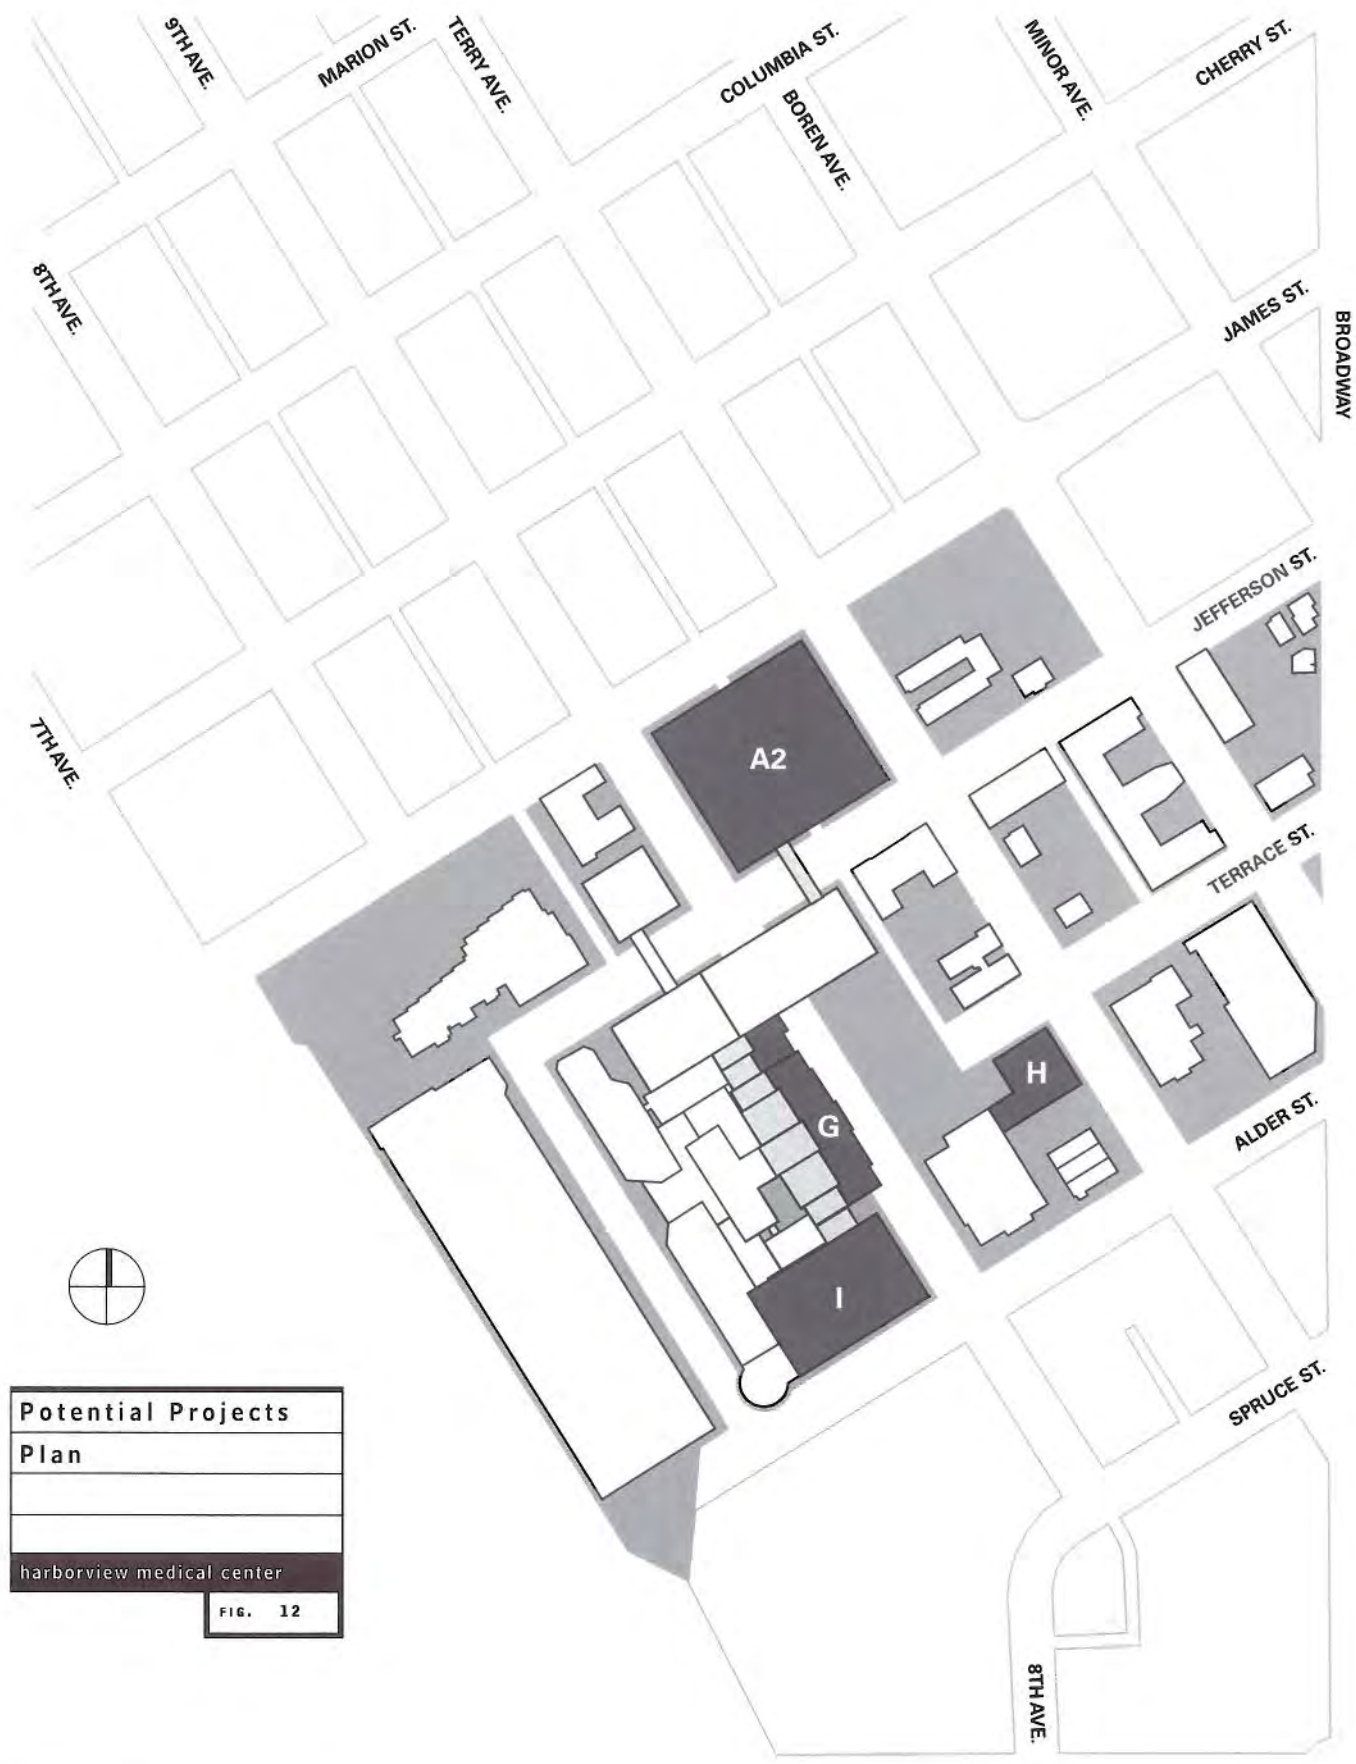 9TH AVE.
MARION ST.
TERRY AVE.
COLUMBIA ST.
BOREN AVE.
MINOR AVE.
CHERRY ST.
8TH AVE.
JAMES ST.
BROADWAY
JEFFERSON ST.
7TH AVE.
A2
TERRACE ST.
H
G
ALDER ST.
I
SPRUCE ST.
Potential Projects
Plan
harborview medical center
FIG. 12
8TH AVE.